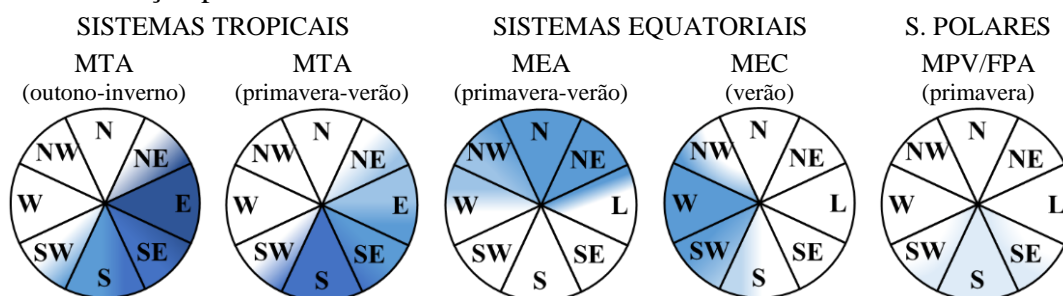 SISTEMAS TROPICAIS SISTEMAS EQUATORIAIS S. POLARES
MTA MTA MEA MEC MPV/FPA
(outono-inverno) (primavera-verão) (primavera-verão) (verão) (primavera)
N N N N N
NW NE NW NE NW NE NW NE NW NE
W E W E W L W L W L
SW SE SW SE SW SE SW SE SW SE
S S S S S